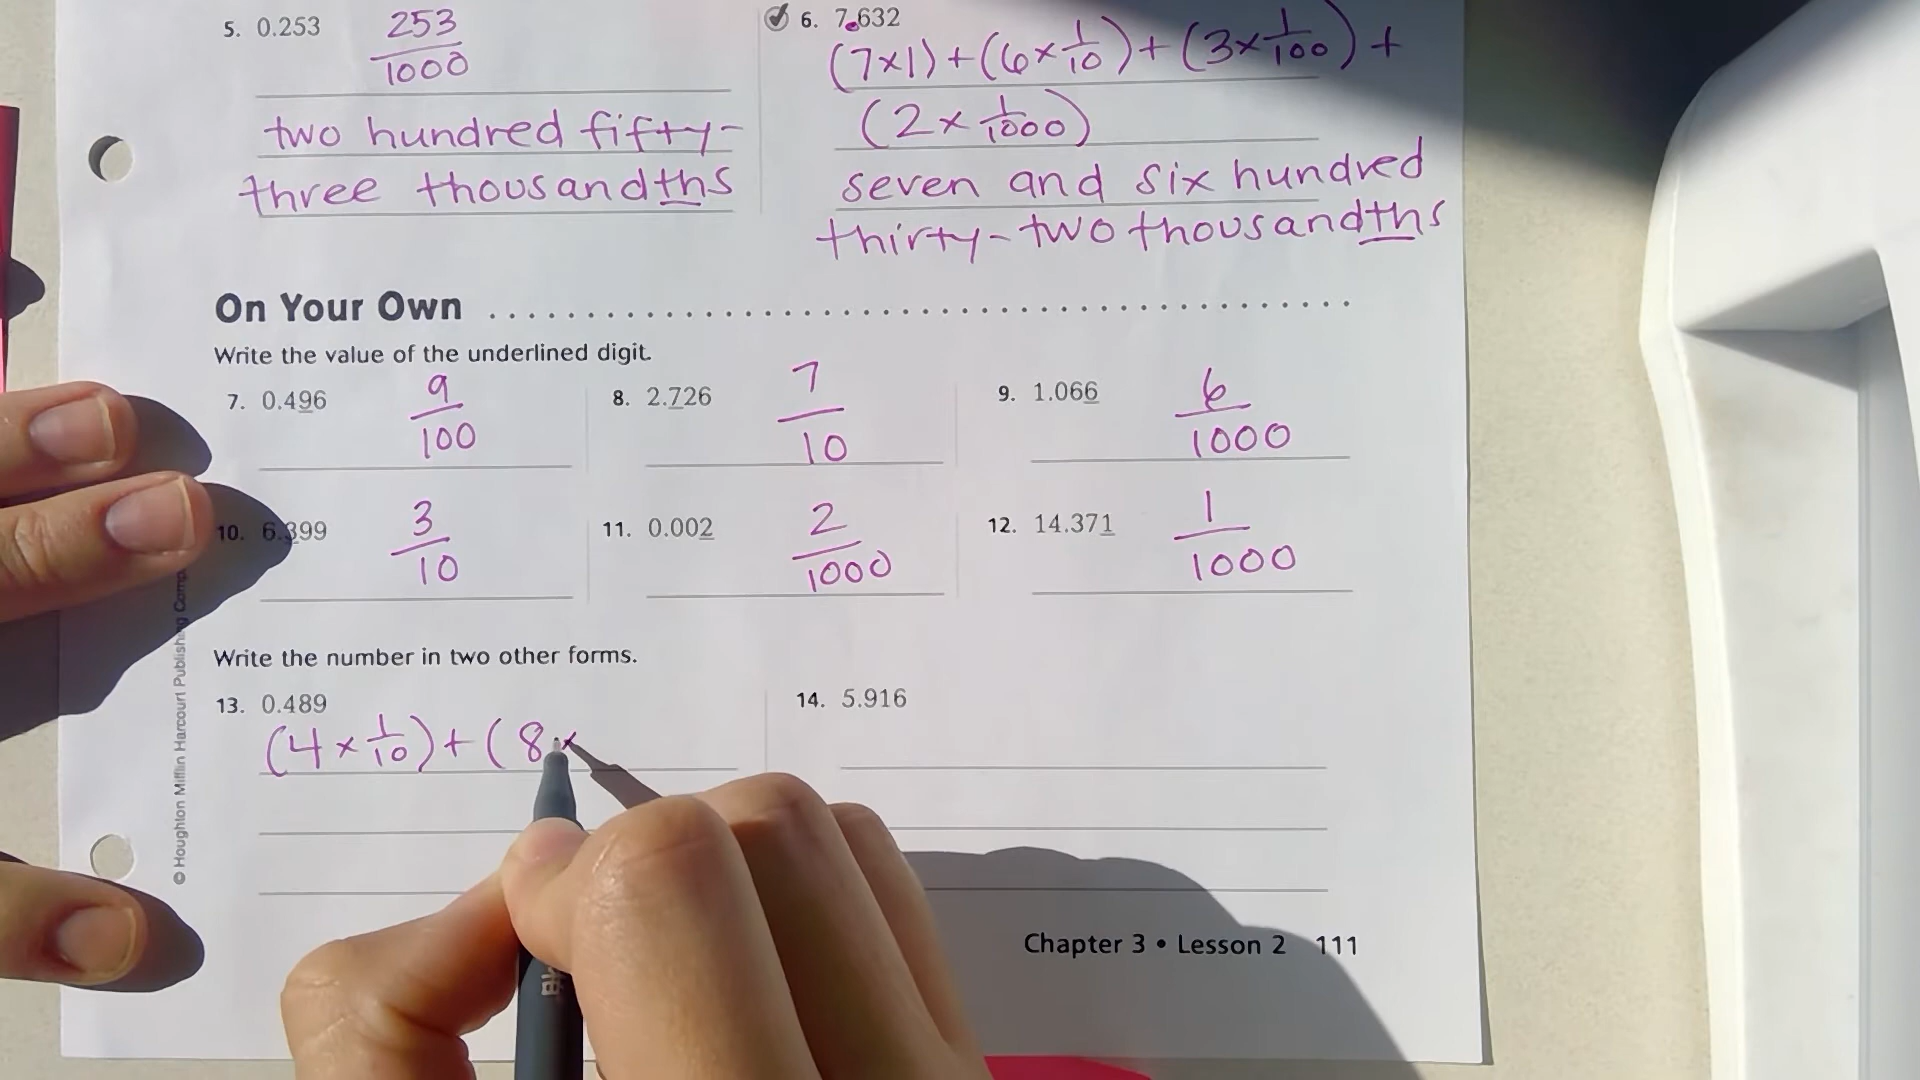 5. 0.253 253/1000
two hundred fifty-
three thousandths
6. 7.632
(7×1)+(6×1/10)+(3×1/100)+
(2×1/1000)
seven and six hundred
thirty-two thousandths
On Your Own
Write the value of the underlined digit.
7. 0.496 9/100
8. 2.726 7/10
9. 1.066 6/1000
10. 6.399 3/10
11. 0.002 2/1000
12. 14.371 1/1000
Write the number in two other forms.
13. 0.489
(4×1/10)+(8×
14. 5.916
© Houghton Mifflin Harcourt Publishing
Chapter 3 • Lesson 2 111